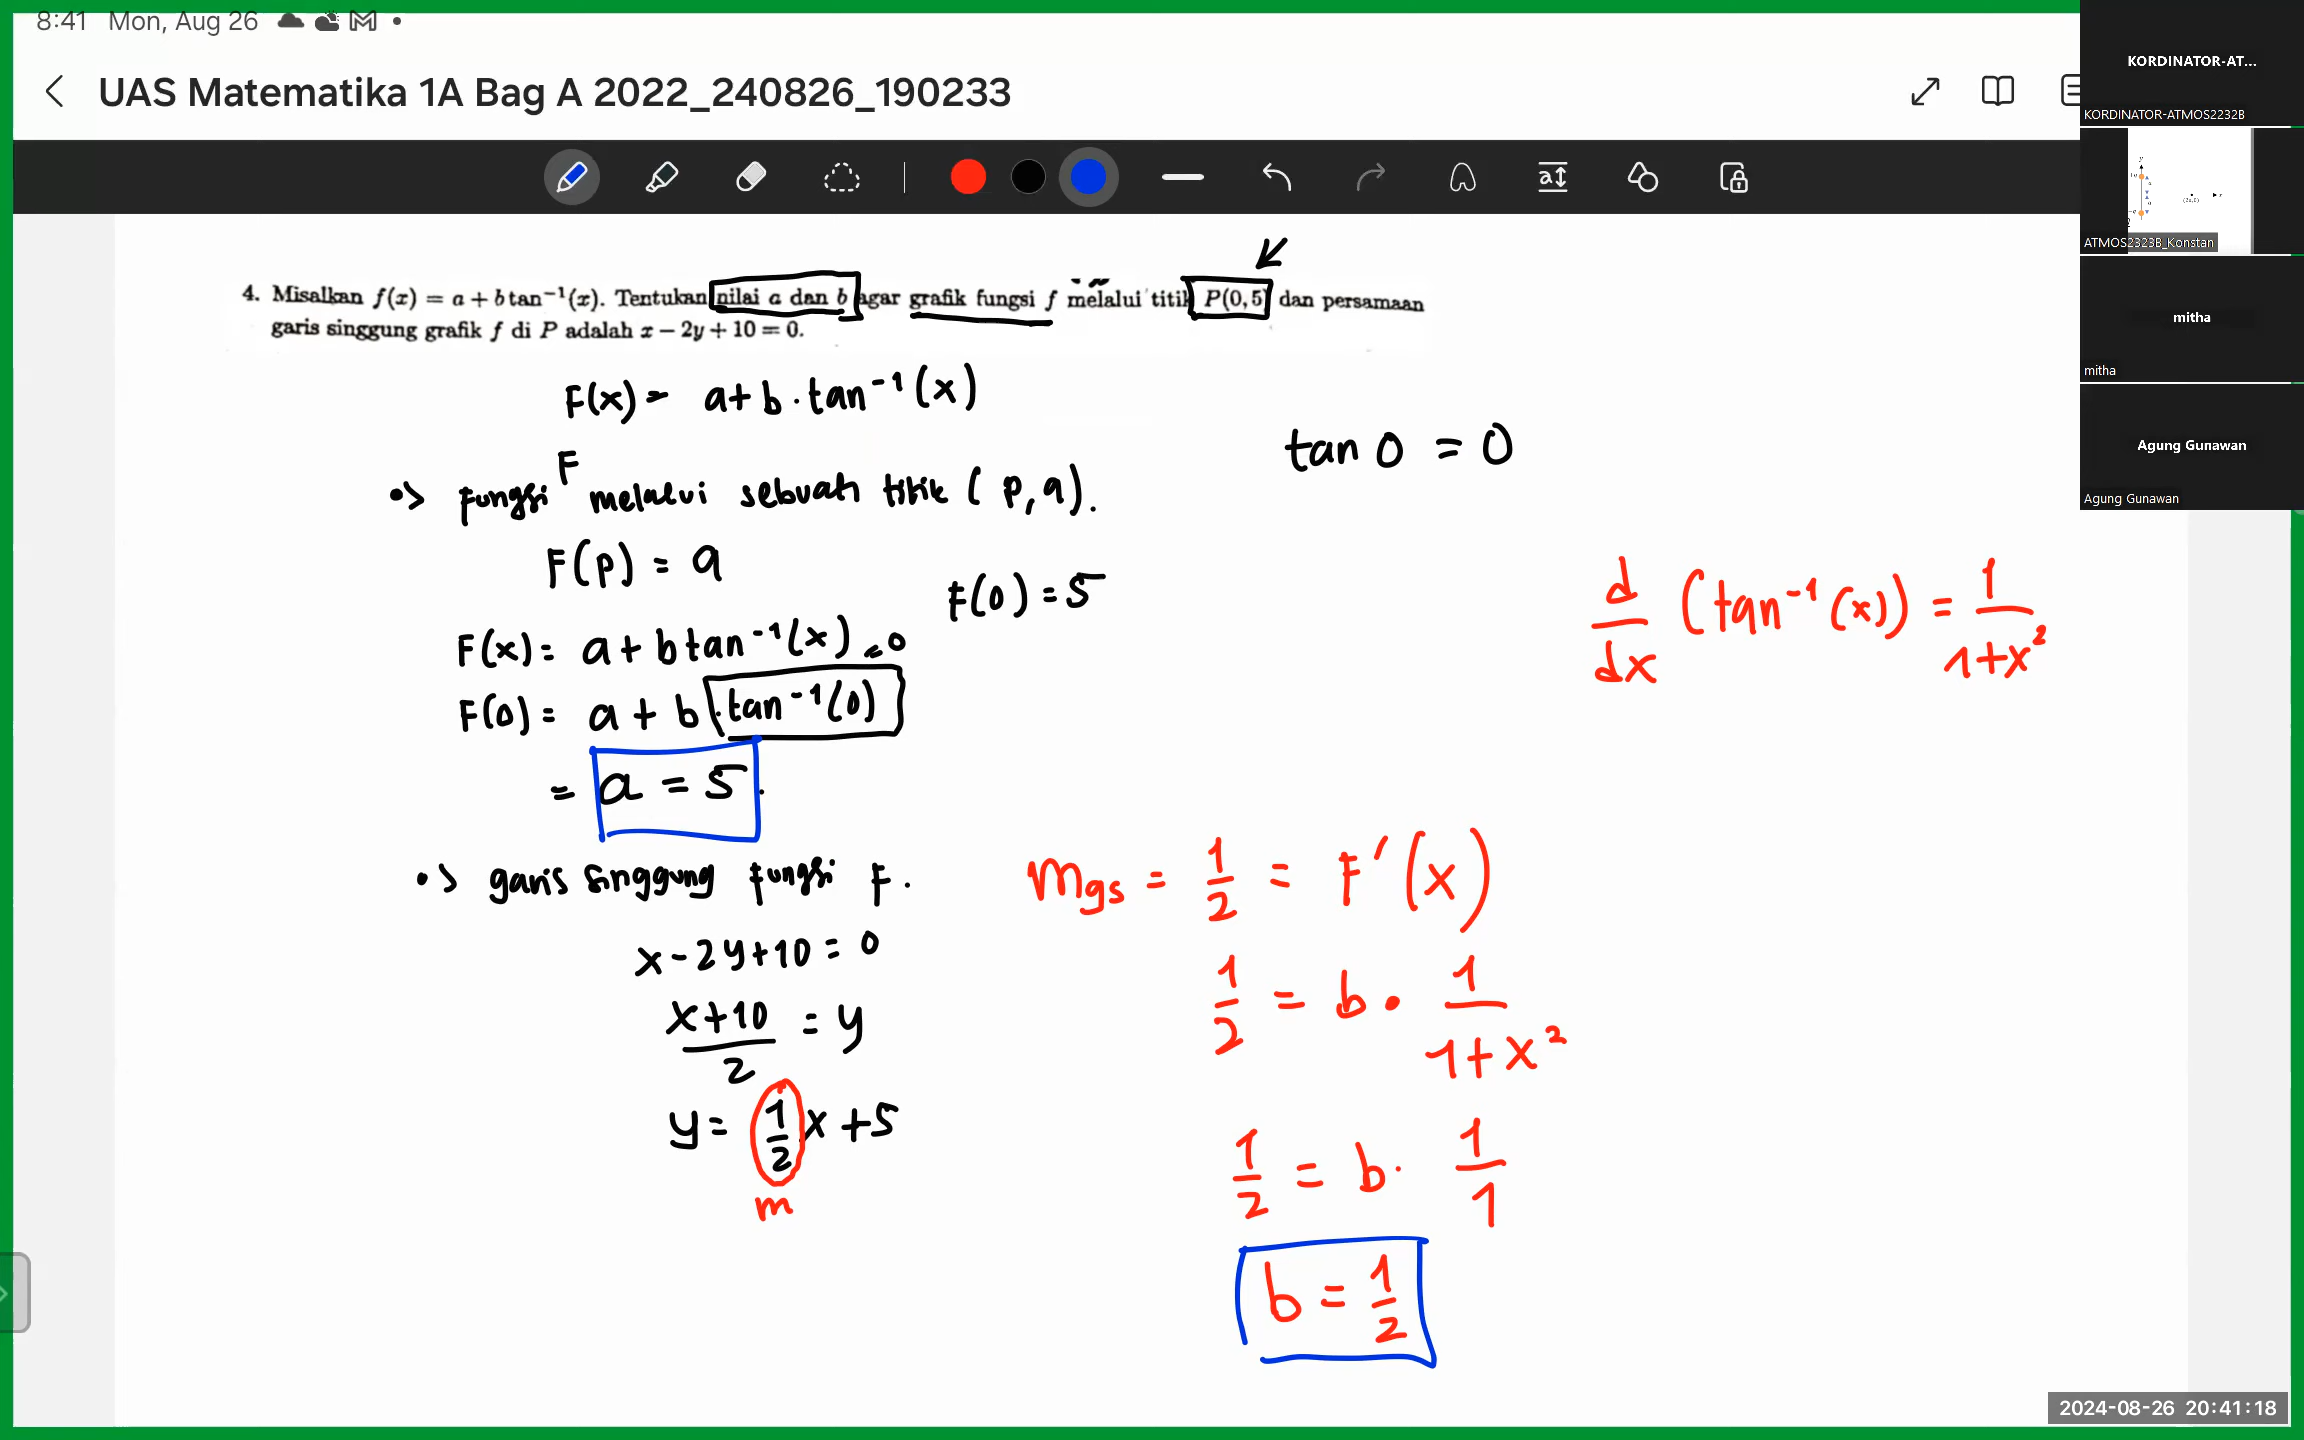 8:41 Mon, Aug 26
UAS Matematika 1A Bag A 2022_240826_190233
4. Misalkan f(x) = a + b tan⁻¹(x). Tentukan nilai a dan b agar grafik fungsi f melalui titik P(0,5) dan persamaan
garis singgung grafik f di P adalah x − 2y + 10 = 0.
F(x) = a + b · tan⁻¹(x)
tan 0 = 0
•> fungsi F melalui sebuah titik (p, q).
F(p) = q
F(0) = 5
F(x) = a + b tan⁻¹(x) = 0
F(0) = a + b · tan⁻¹(0)
= a = 5.
d/dx (tan⁻¹(x)) = 1/(1+x²)
•> garis singgung fungsi F.
x − 2y + 10 = 0
(x+10)/2 = y
y = 1/2 x + 5
m
mgs = 1/2 = F'(x)
1/2 = b · 1/(1+x²)
1/2 = b · 1/1
b = 1/2
KORDINATOR-AT...
KORDINATOR-ATMOS2232B
ATMOS2323B_Konstan
mitha
mitha
Agung Gunawan
Agung Gunawan
2024-08-26 20:41:18